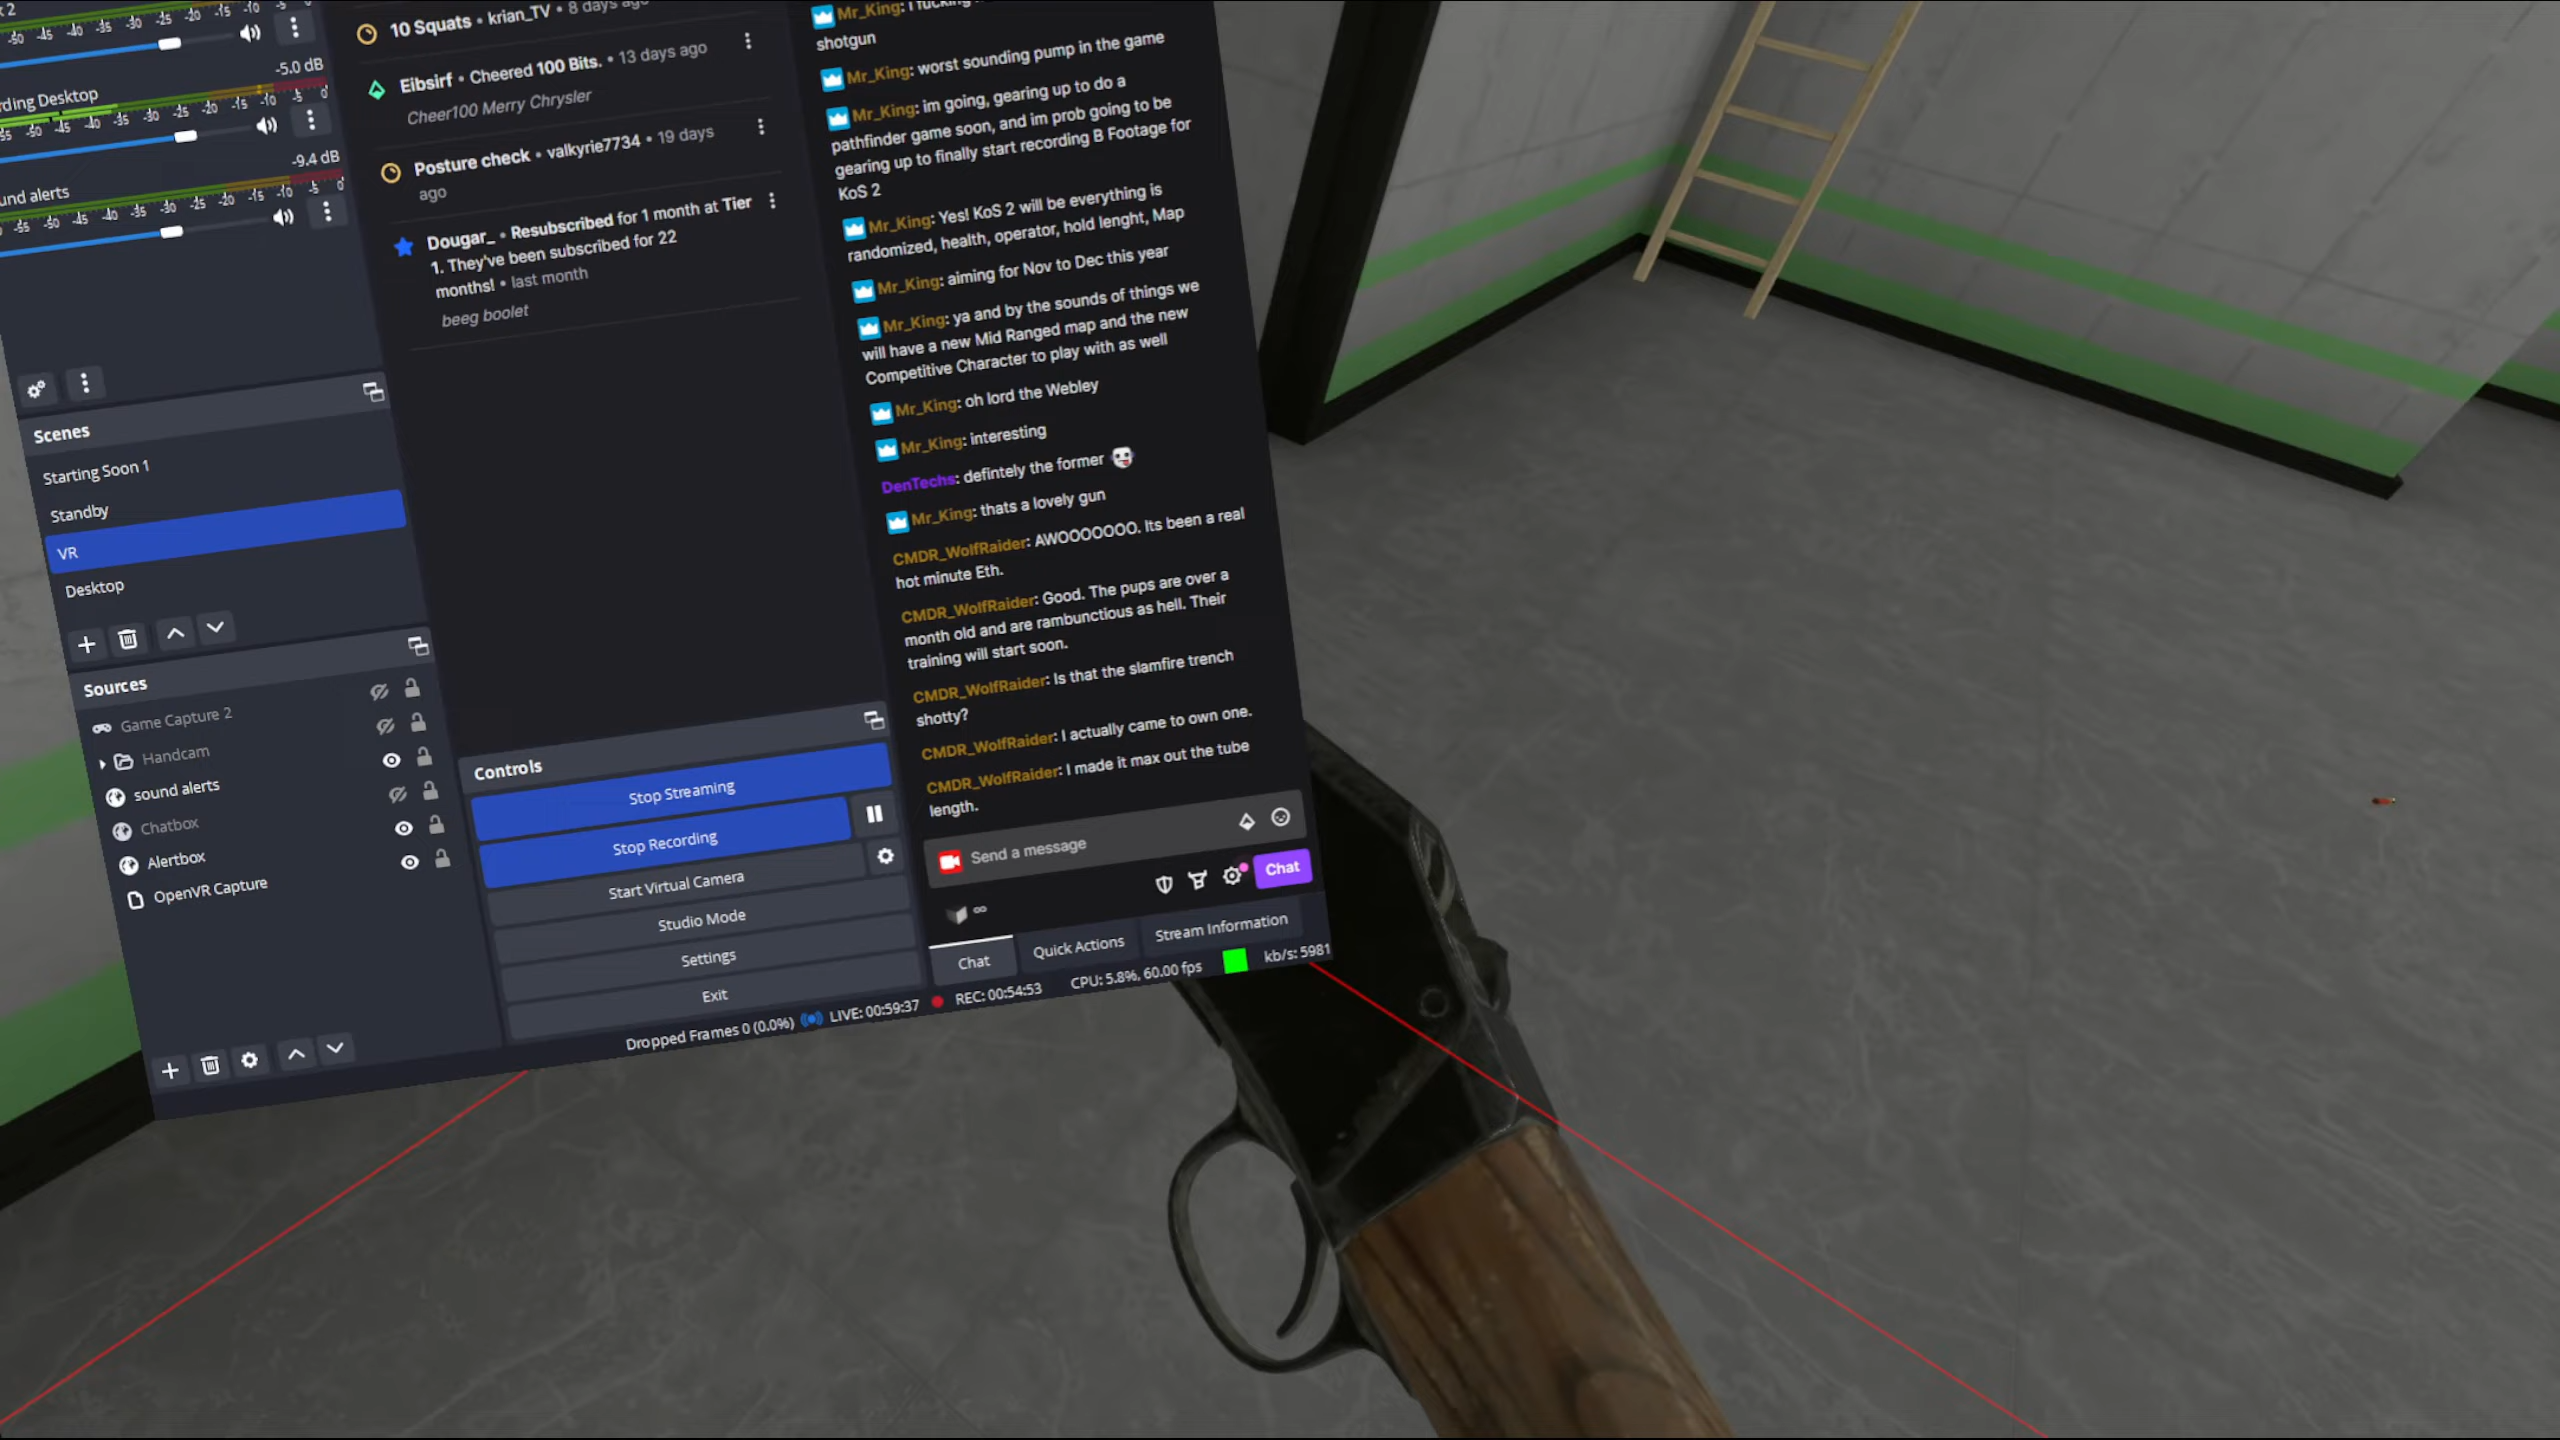 -5.0 dB
ding Desktop
-9.4 dB
und alerts
Scenes
Starting Soon 1
Standby
VR
Desktop
Sources
Game Capture 2
Handcam
sound alerts
Chatbox
Alertbox
OpenVR Capture
10 Squats • krian_TV • 8 days ago
Eibsirf • Cheered 100 Bits. • 13 days ago
Cheer100 Merry Chrysler
Posture check • valkyrie7734 • 19 days
ago
Dougar_ • Resubscribed for 1 month at Tier
1. They've been subscribed for 22
months! • last month
beeg boolet
Controls
Stop Streaming
Stop Recording
Start Virtual Camera
Studio Mode
Settings
Exit
Mr_King: I fucking
shotgun
Mr_King: worst sounding pump in the game
Mr_King: im going, gearing up to do a
pathfinder game soon, and im prob going to be
gearing up to finally start recording B Footage for
KoS 2
Mr_King: Yes! KoS 2 will be everything is
randomized, health, operator, hold lenght, Map
Mr_King: aiming for Nov to Dec this year
Mr_King: ya and by the sounds of things we
will have a new Mid Ranged map and the new
Competitive Character to play with as well
Mr_King: oh lord the Webley
Mr_King: interesting
DenTechs: defintely the former
Mr_King: thats a lovely gun
CMDR_WolfRaider: AWOOOOOOO. Its been a real
hot minute Eth.
CMDR_WolfRaider: Good. The pups are over a
month old and are rambunctious as hell. Their
training will start soon.
CMDR_WolfRaider: Is that the slamfire trench
shotty?
CMDR_WolfRaider: I actually came to own one.
CMDR_WolfRaider: I made it max out the tube
length.
Send a message
Chat
Chat Quick Actions Stream Information
Dropped Frames 0 (0.0%) LIVE: 00:59:37 REC: 00:54:53 CPU: 5.8%, 60.00 fps kb/s: 5981